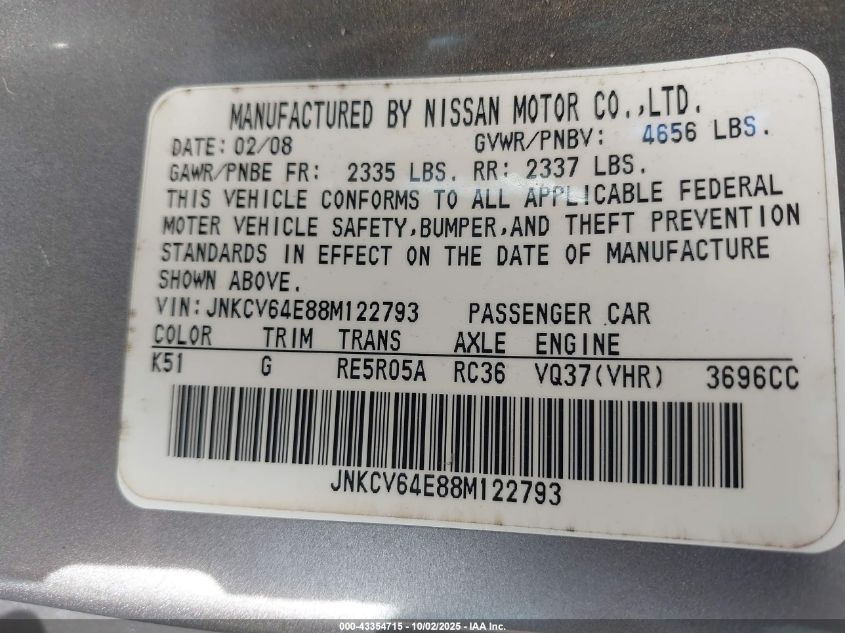 MANUFACTURED BY NISSAN MOTOR CO.,LTD.
DATE: 02/08 GVWR/PNBV: 4656 LBS.
GAWR/PNBE FR: 2335 LBS. RR: 2337 LBS.
THIS VEHICLE CONFORMS TO ALL APPLICABLE FEDERAL
MOTER VEHICLE SAFETY,BUMPER,AND THEFT PREVENTION
STANDARDS IN EFFECT ON THE DATE OF MANUFACTURE
SHOWN ABOVE.
VIN:JNKCV64E88M122793 PASSENGER CAR
COLOR TRIM TRANS AXLE ENGINE
K51 G RE5R05A RC36 VQ37(VHR) 3696CC
JNKCV64E88M122793
000-43354715 - 10/02/2025 - IAA Inc.